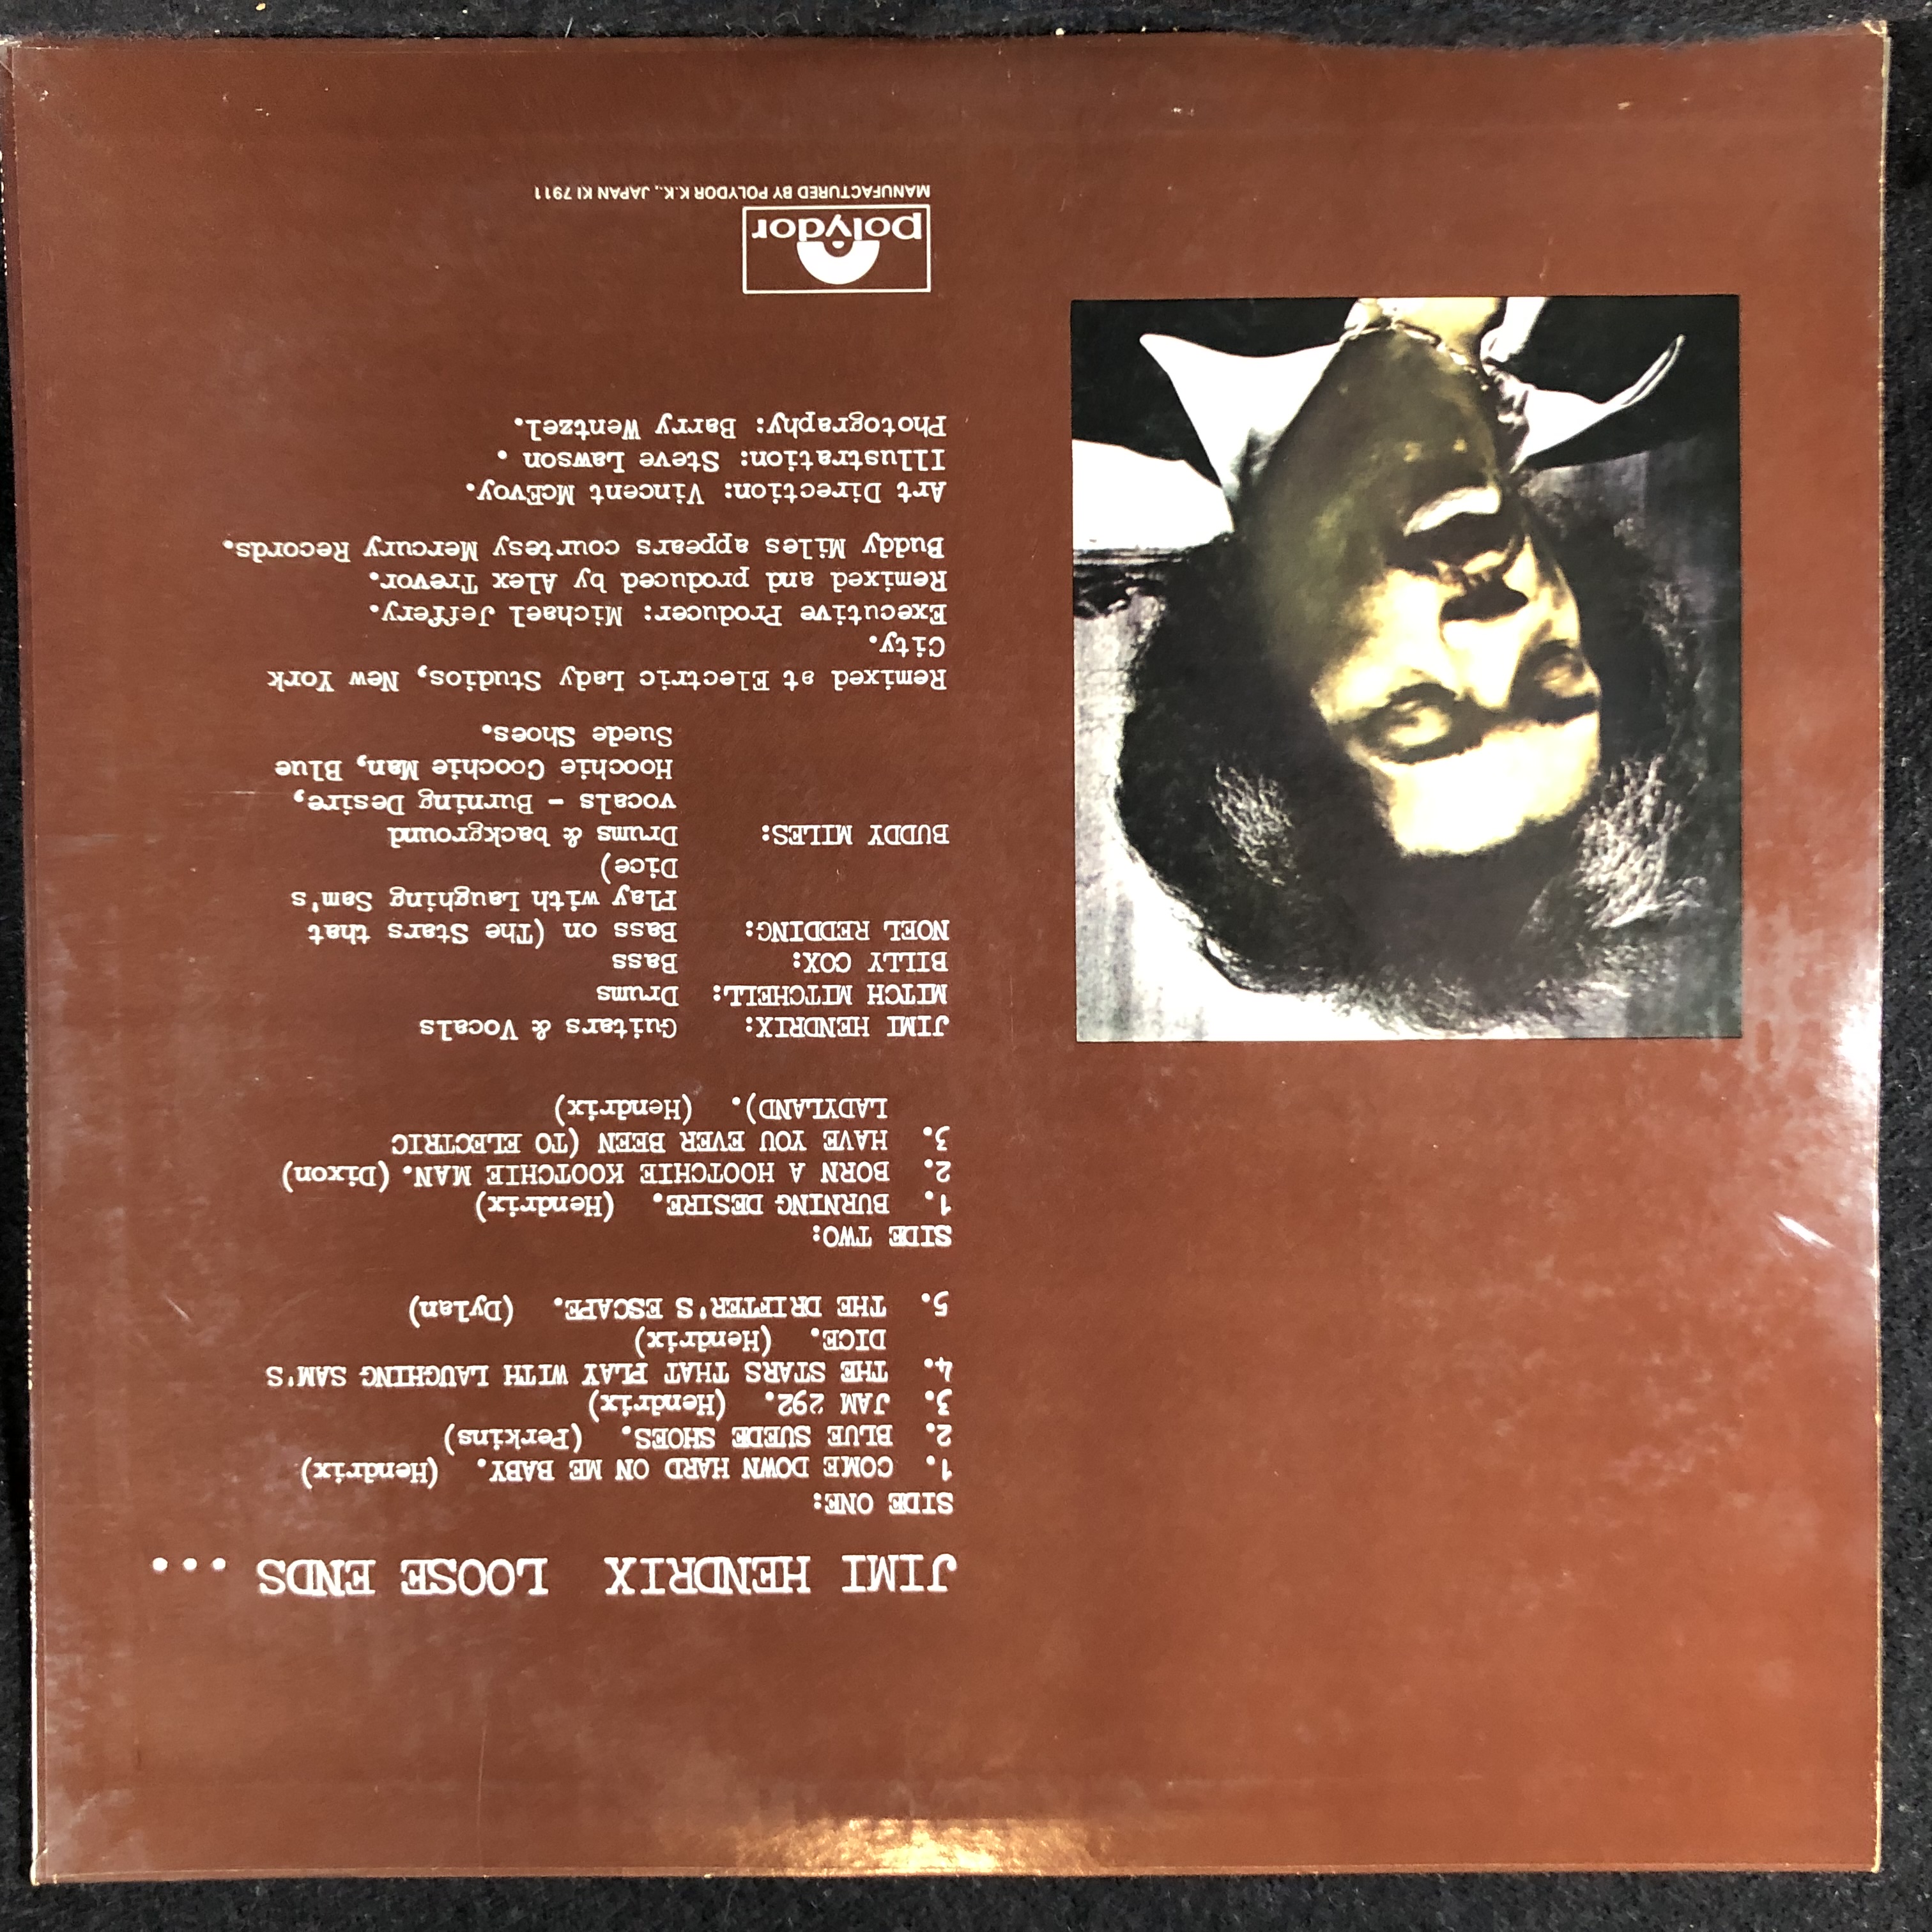 JIMI HENDRIX LOOSE ENDS ...
SIDE ONE:
1. COME DOWN HARD ON ME BABY. (Hendrix)
2. BLUE SUEDE SHOES. (Perkins)
3. JAM 292. (Hendrix)
4. THE STARS THAT PLAY WITH LAUGHING SAM'S
DICE. (Hendrix)
5. THE DRIFTER'S ESCAPE. (Dylan)
SIDE TWO:
1. BURNING DESIRE. (Hendrix)
2. BORN A HOOTCHIE KOOTCHIE MAN. (Dixon)
3. HAVE YOU EVER BEEN (TO ELECTRIC
LADYLAND). (Hendrix)
JIMI HENDRIX: Guitars & Vocals
MITCH MITCHELL: Drums
BILLY COX: Bass
NOEL REDDING: Bass on (The Stars that
Play with Laughing Sam's
Dice)
BUDDY MILES: Drums & background
vocals - Burning Desire,
Hoochie Coochie Man, Blue
Suede Shoes.
Remixed at Electric Lady Studios, New York
City.
Executive Producer: Michael Jeffery.
Remixed and produced by Alex Trevor.
Buddy Miles appears courtesy Mercury Records.
Art Direction: Vincent McEvoy.
Illustration: Steve Lawson .
Photography: Barry Wentzel.
polydor
MANUFACTURED BY POLYDOR K.K., JAPAN KI 7911